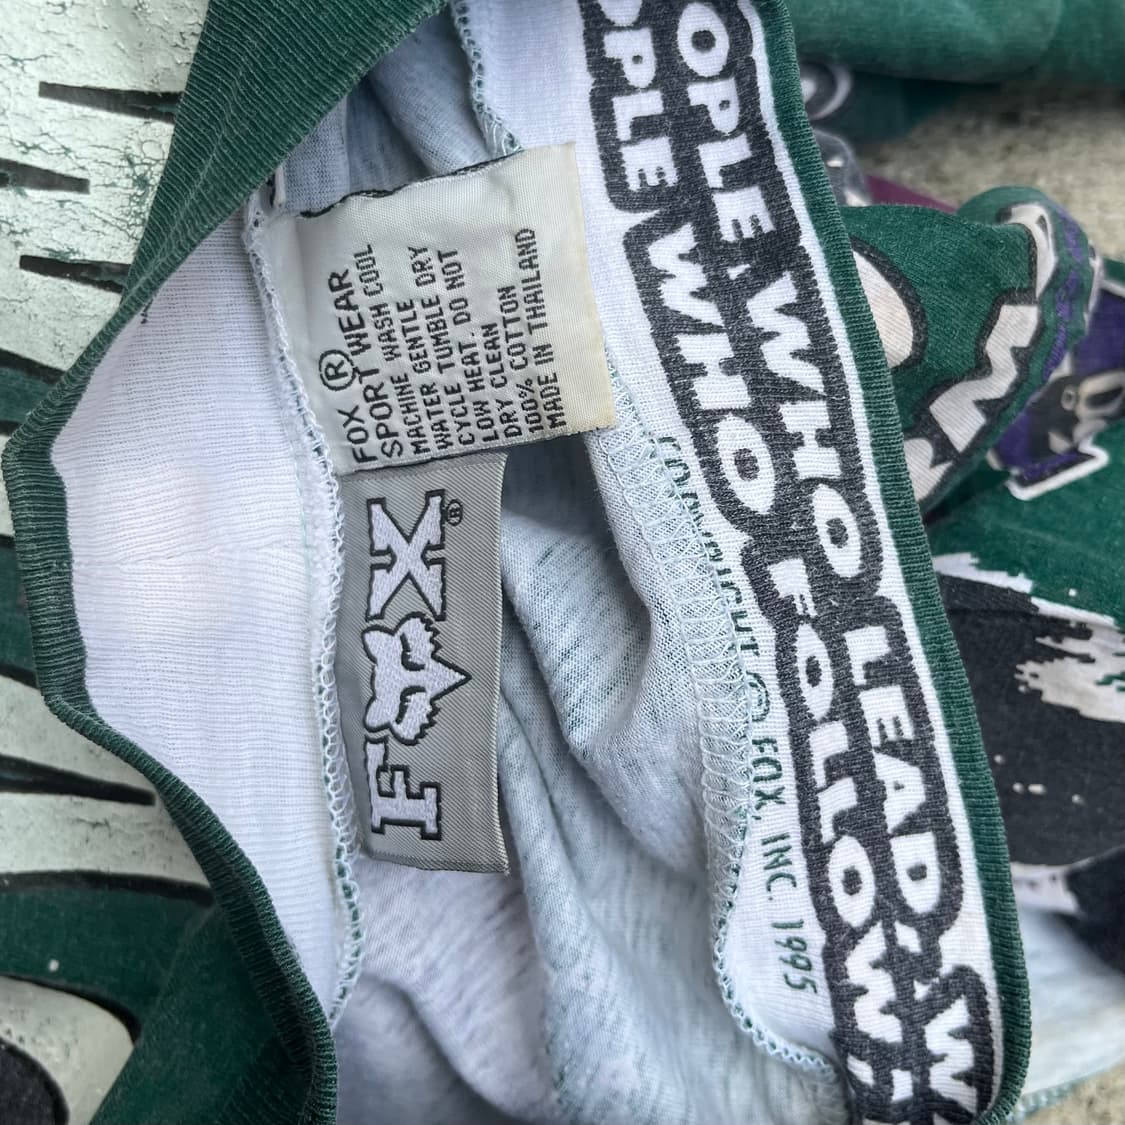 FOX ®
SPORT WEAR
MACHINE WASH COOL
WATER GENTLE
CYCLE TUMBLE DRY
LOW HEAT. DO NOT
DRY CLEAN
100% COTTON
MADE IN THAILAND
FOX®
COPYRIGHT © FOX, INC. 1995
OPLE WHO LEAD, W
OPLE WHO FOLLOW